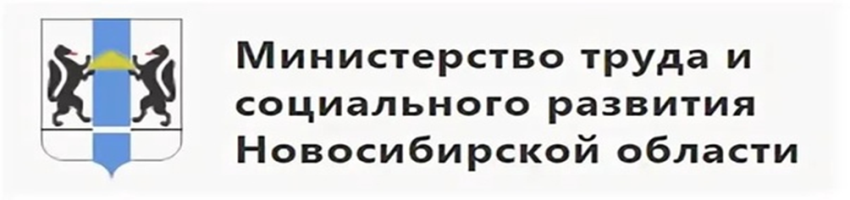 Министерство труда и
социального развития
Новосибирской области